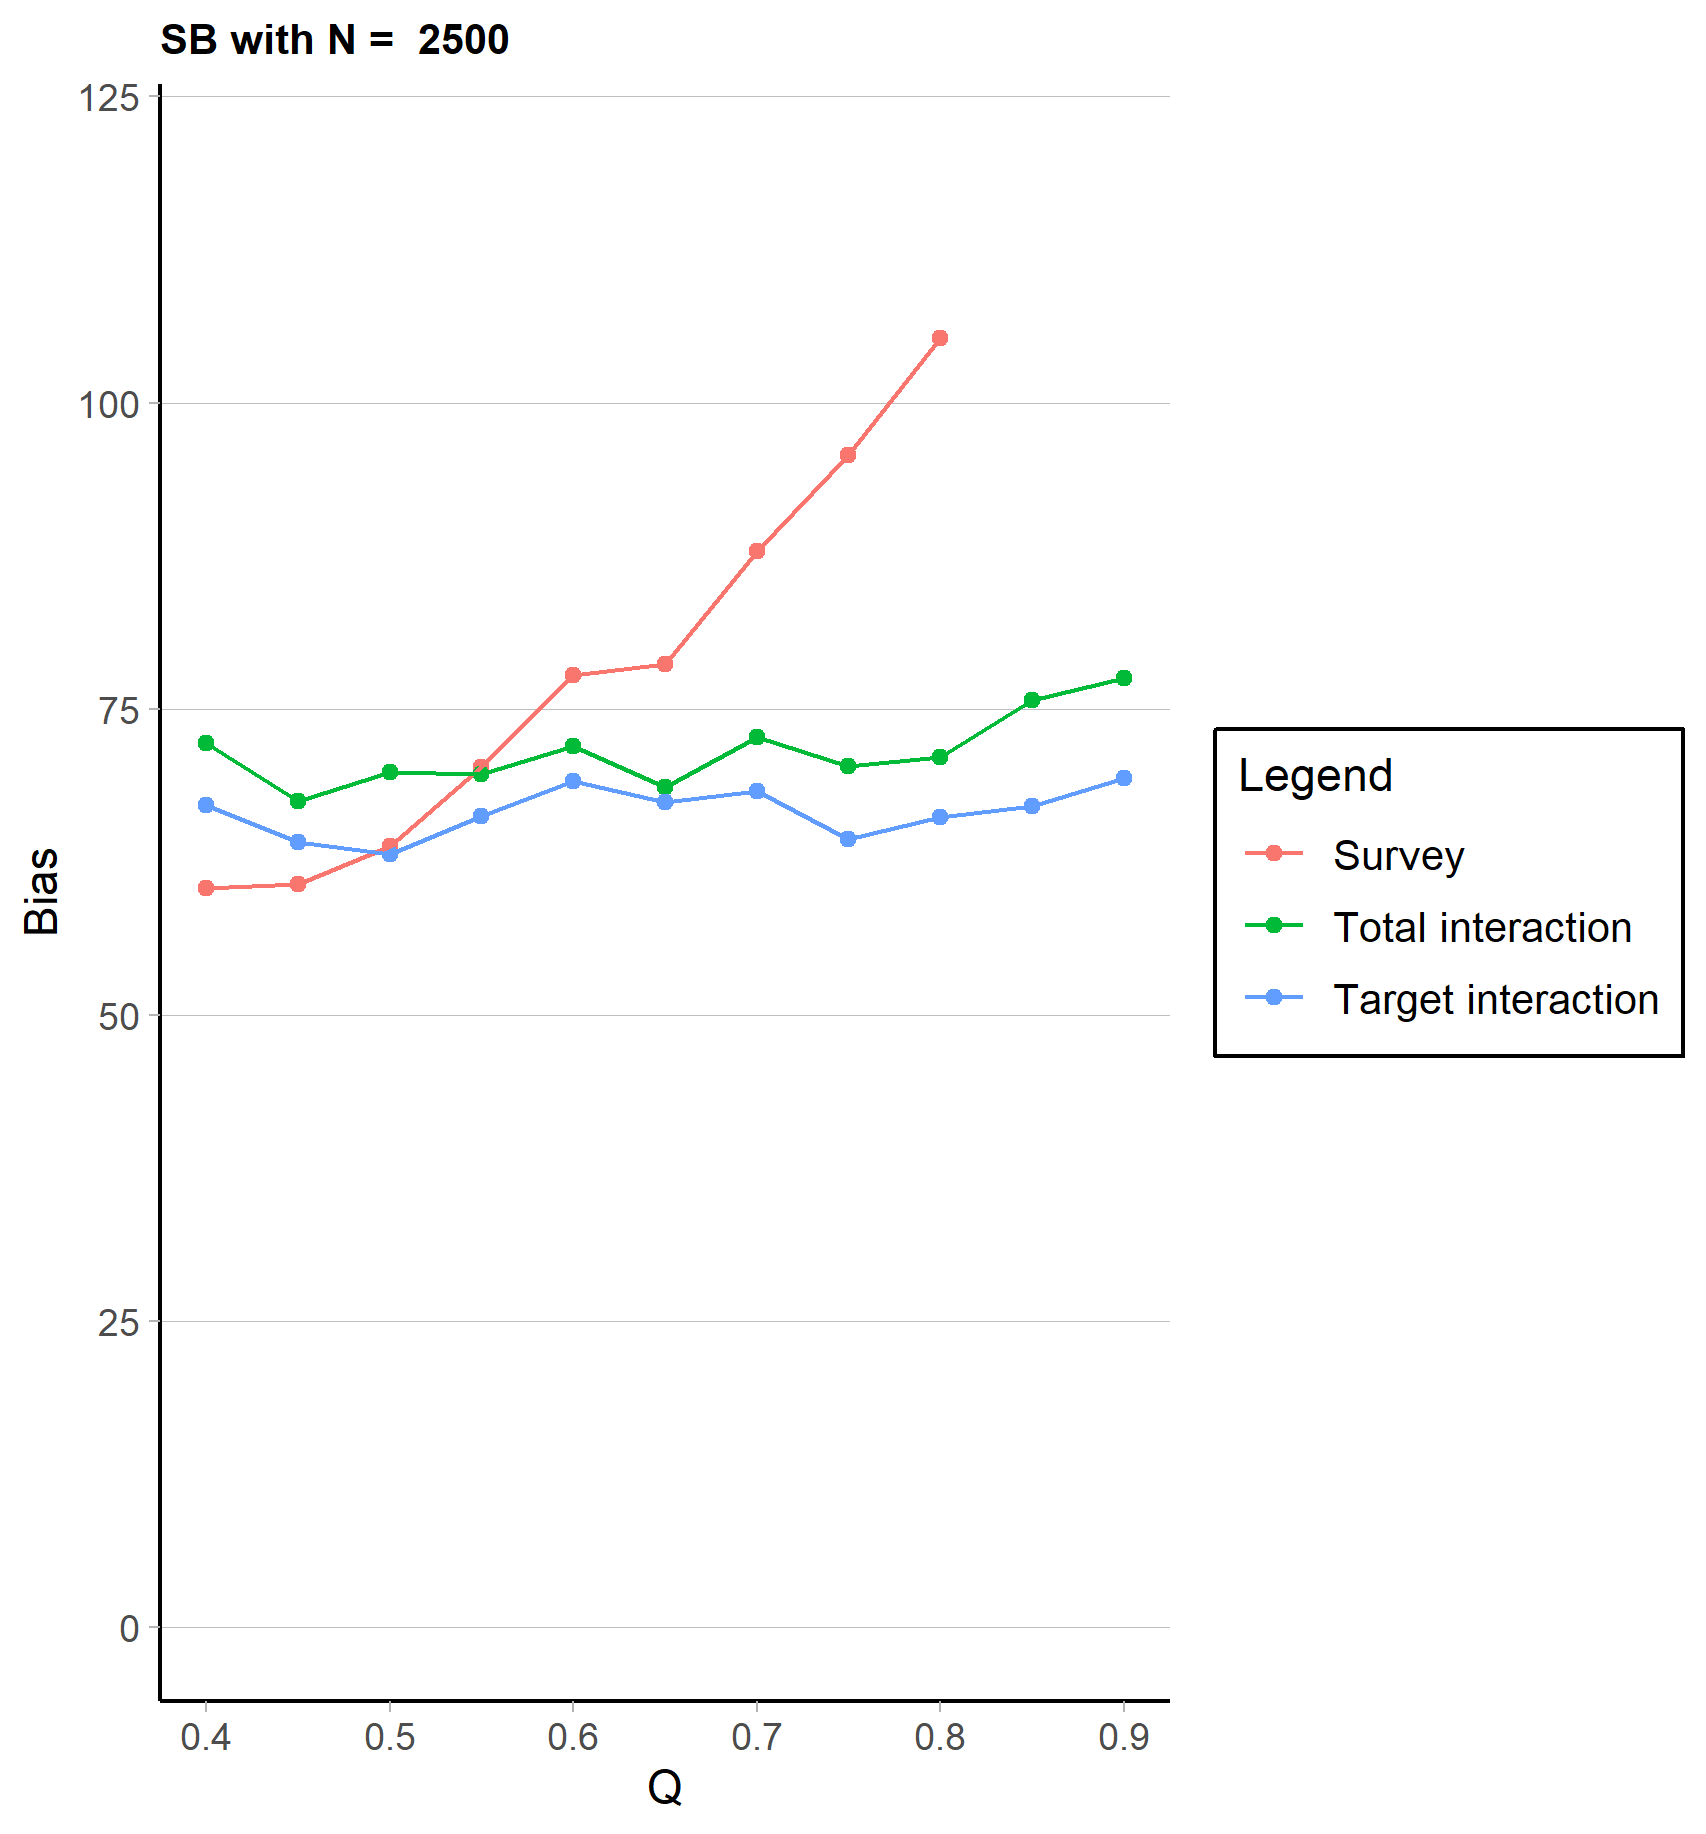 SB with N =  2500
125
100
75
50
25
0
Bias
0.4 0.5 0.6 0.7 0.8 0.9
Q
Legend
Survey
Total interaction
Target interaction